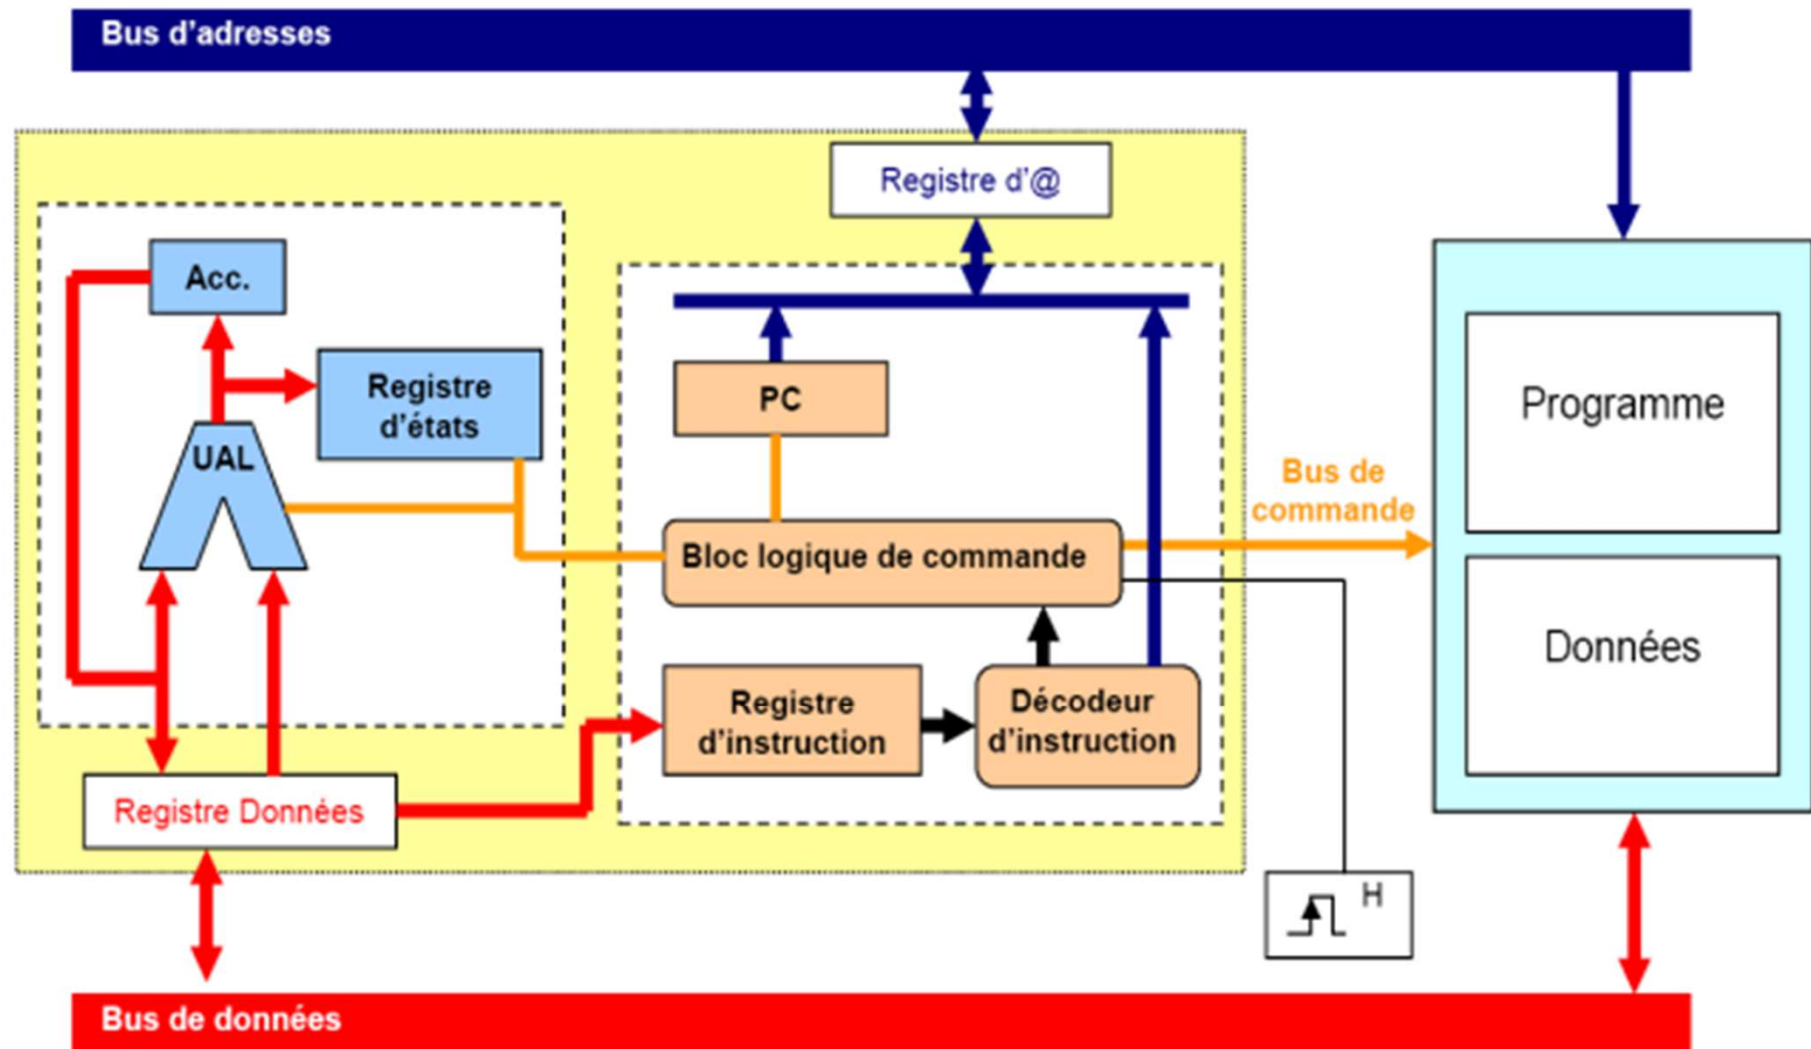 Bus d'adresses
Registre d'@
Acc.
Registre
d'états
UAL
PC
Programme
Bus de
commande
Bloc logique de commande
Données
Registre
d'instruction
Décodeur
d'instruction
Registre Données
H
Bus de données